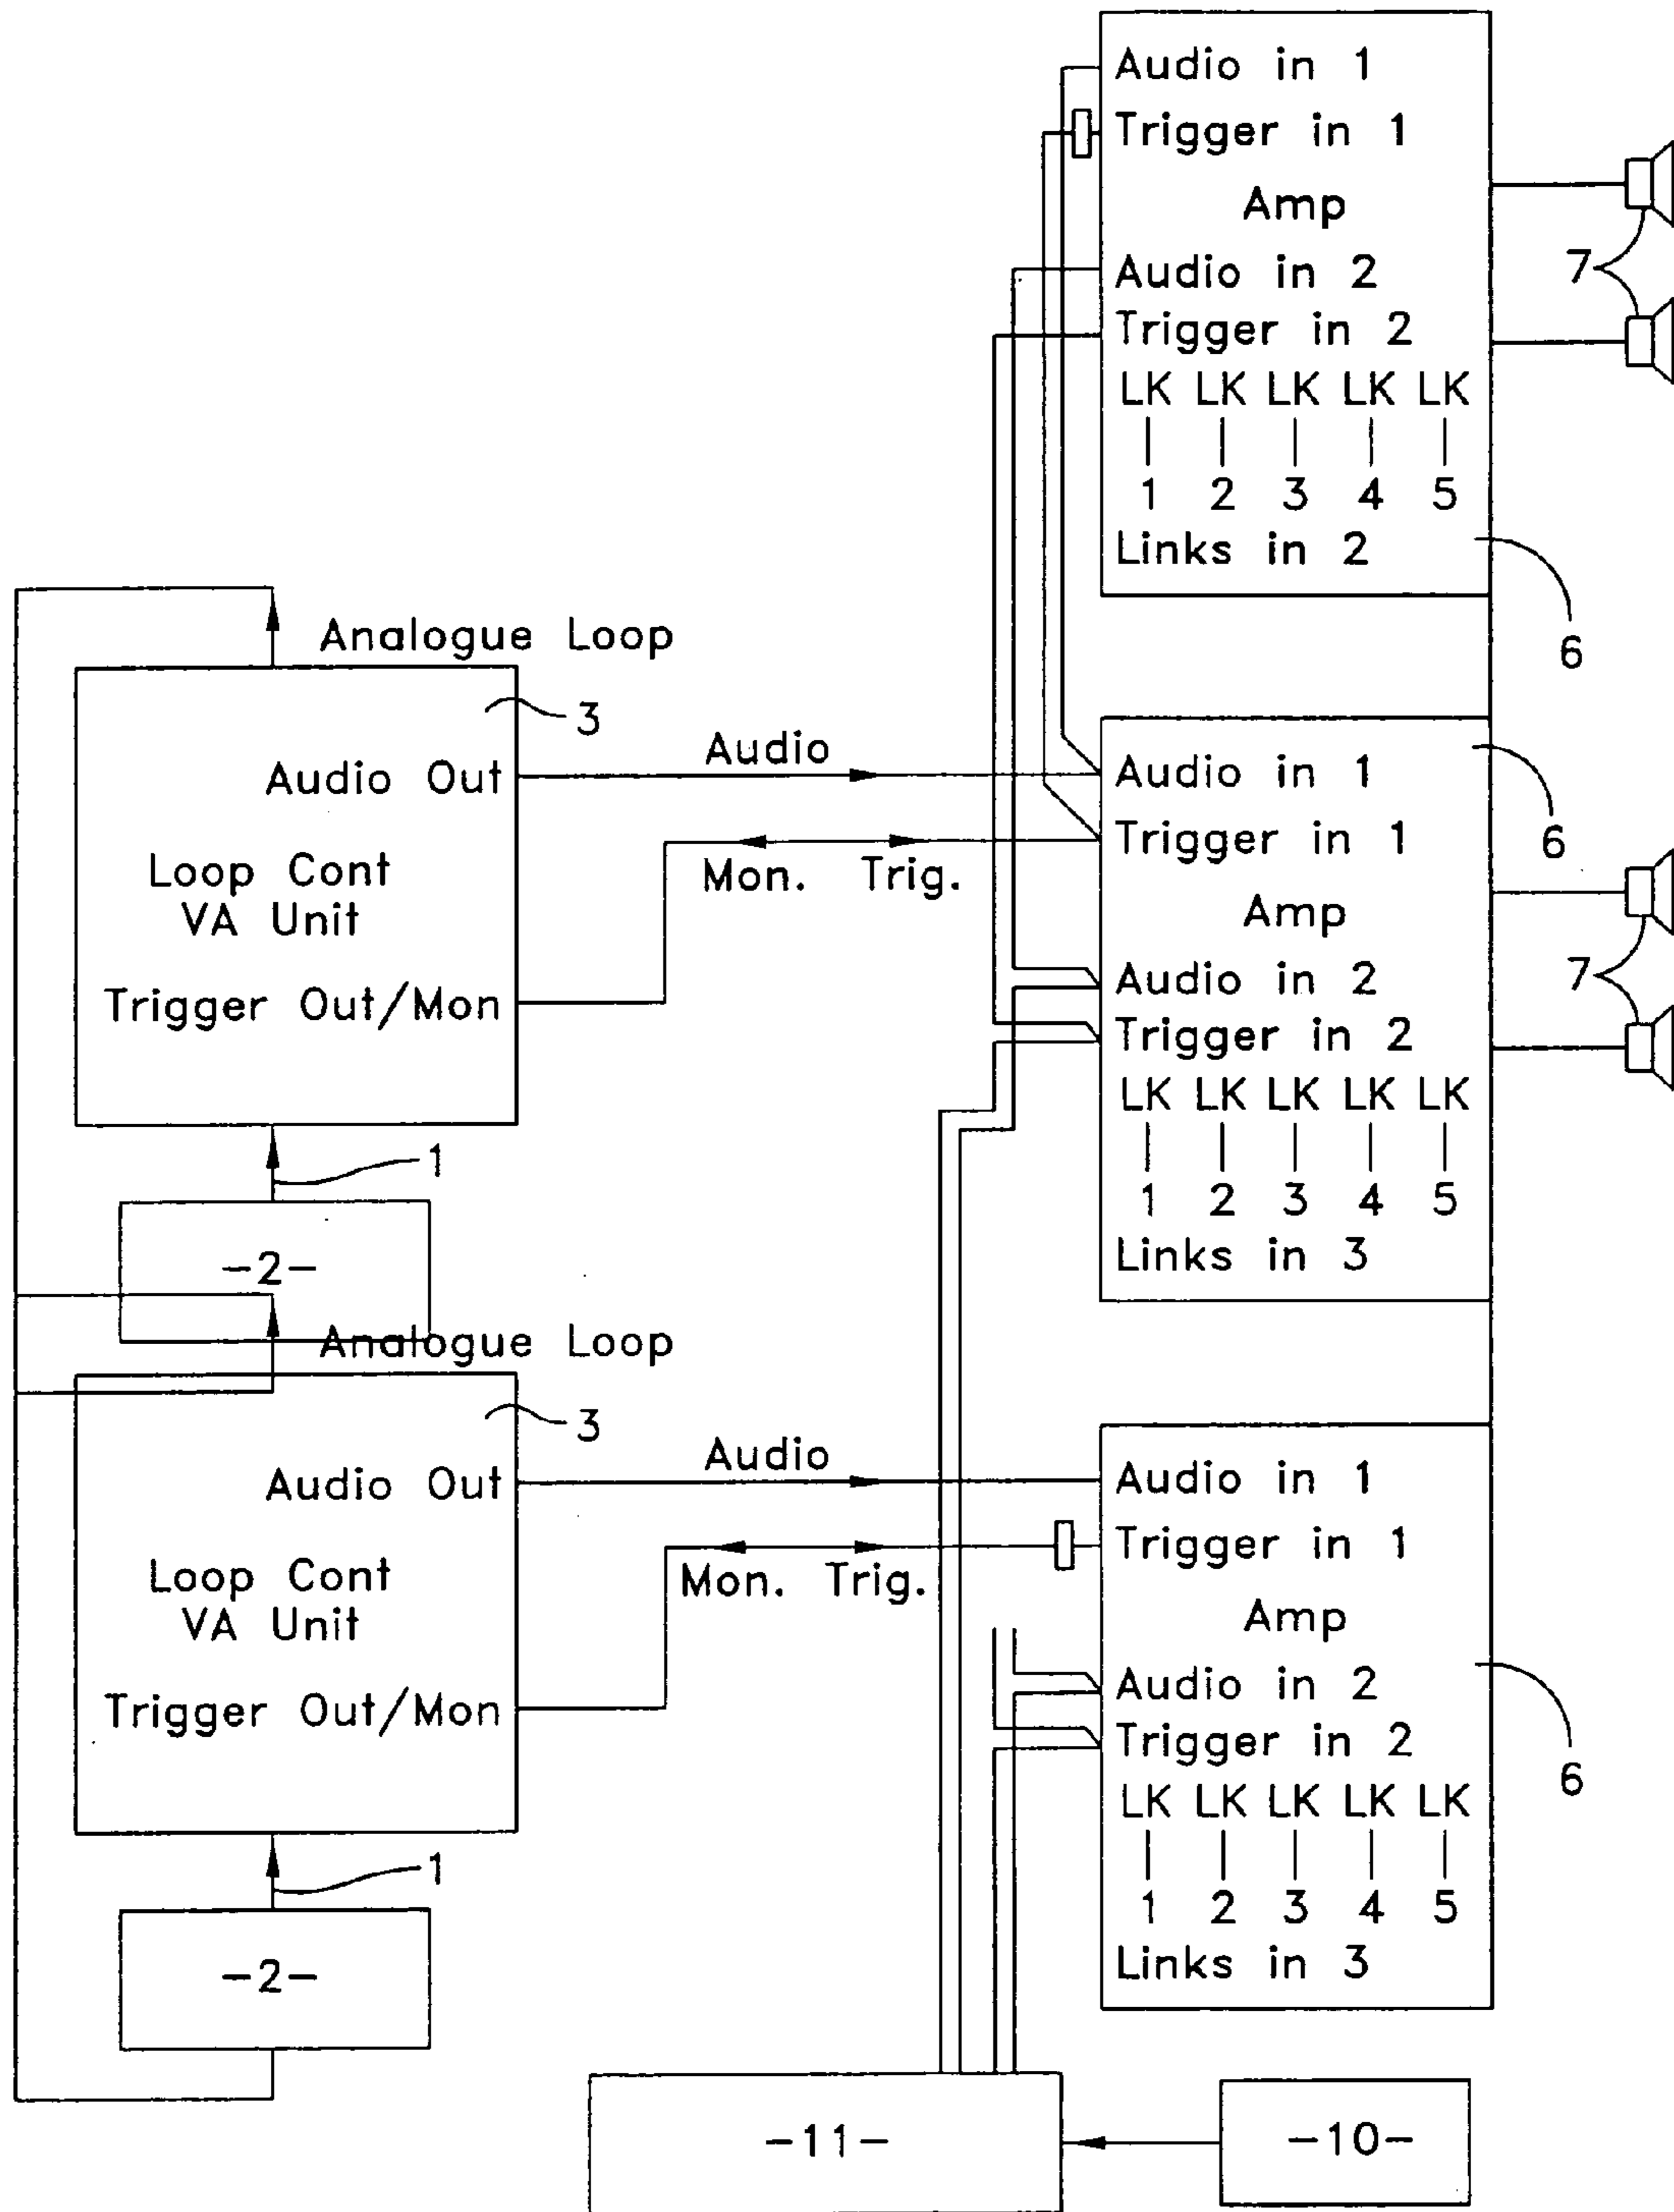 Audio in 1
Trigger in 1
Amp
Audio in 2
Trigger in 2
LK LK LK LK LK
1 2 3 4 5
Links in 2
7
6
Analogue Loop
3
Audio Out
Loop Cont
VA Unit
Trigger Out/Mon
Audio
Mon. Trig.
Audio in 1
Trigger in 1
Amp
Audio in 2
Trigger in 2
LK LK LK LK LK
1 2 3 4 5
Links in 3
6
7
1
-2-
Analogue Loop
3
Audio Out
Loop Cont
VA Unit
Trigger Out/Mon
Audio
Mon. Trig.
Audio in 1
Trigger in 1
Amp
Audio in 2
Trigger in 2
LK LK LK LK LK
1 2 3 4 5
Links in 3
6
1
-2-
-11-
-10-